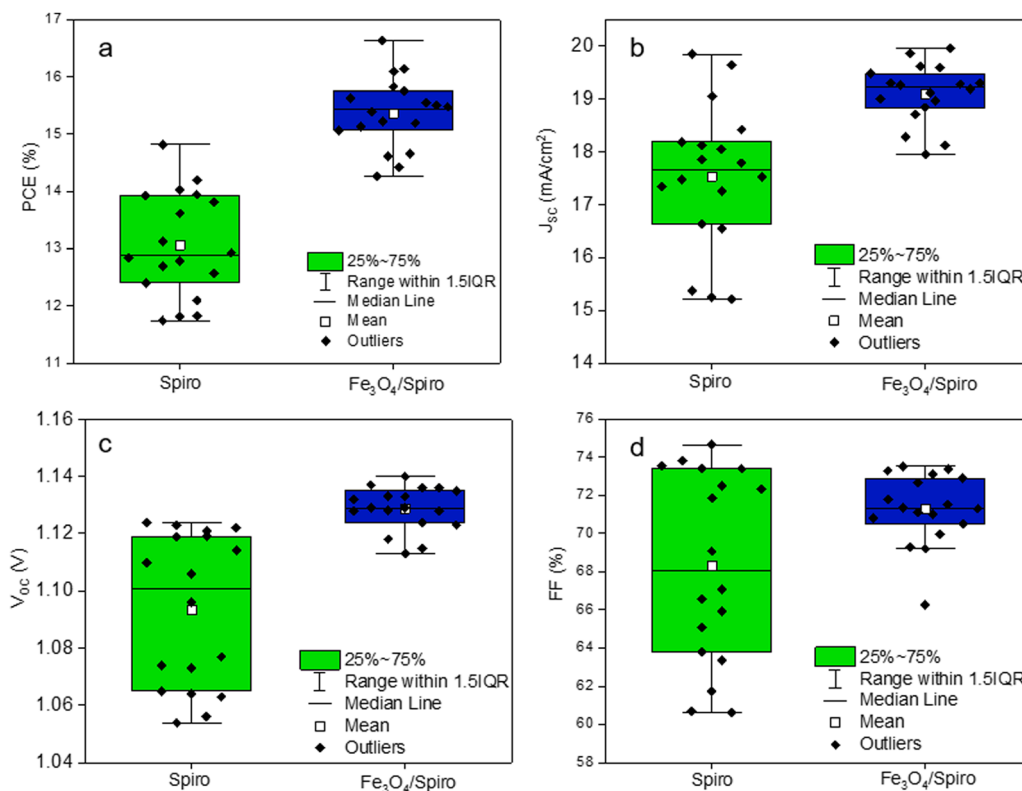 a
PCE (%)
17
16
15
14
13
12
11
25%~75%
Range within 1.5IQR
Median Line
Mean
Outliers
Spiro
Fe₃O₄/Spiro
b
J_SC (mA/cm²)
20
19
18
17
16
15
14
25%~75%
Range within 1.5IQR
Median Line
Mean
Outliers
Spiro
Fe₃O₄/Spiro
c
V_oc (V)
1.16
1.14
1.12
1.10
1.08
1.06
1.04
25%~75%
Range within 1.5IQR
Median Line
Mean
Outliers
Spiro
Fe₃O₄/Spiro
d
FF (%)
76
74
72
70
68
66
64
62
60
58
25%~75%
Range within 1.5IQR
Median Line
Mean
Outliers
Spiro
Fe₃O₄/Spiro